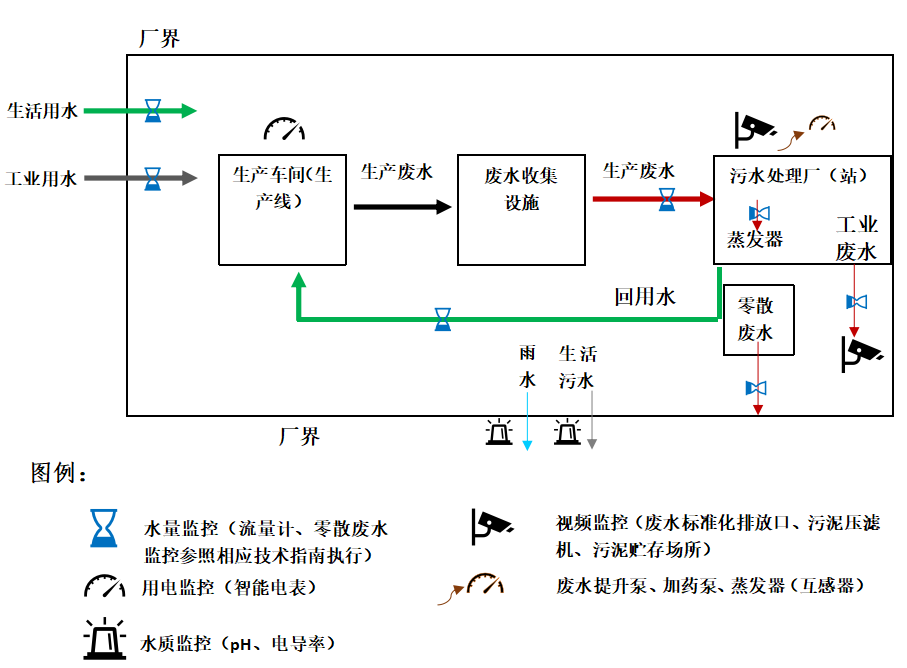 厂界
生活用水
工业用水
生产车间(生
产线）
生产废水
废水收集
设施
生产废水
污水处理厂（站）
蒸发器
工业
废水
回用水
零散
废水
雨
水
生活
污水
厂界
图例：
水量监控（流量计、零散废水
监控参照相应技术指南执行）
用电监控（智能电表）
水质监控（pH、电导率）
视频监控（废水标准化排放口、污泥压滤
机、污泥贮存场所）
废水提升泵、加药泵、蒸发器（互感器）